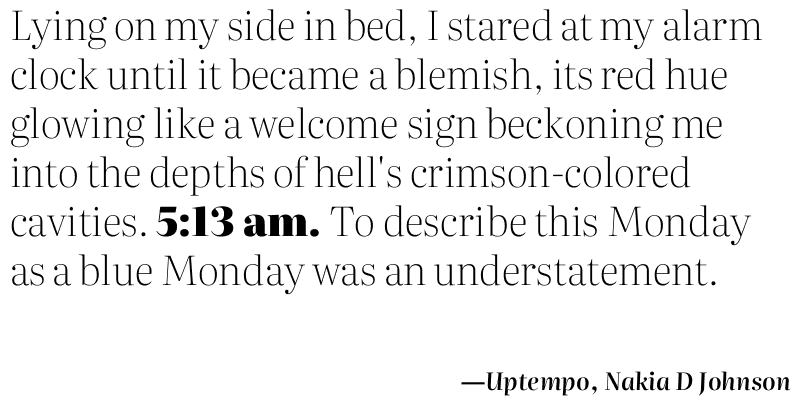 Lying on my side in bed, I stared at my alarm
clock until it became a blemish, its red hue
glowing like a welcome sign beckoning me
into the depths of hell's crimson-colored
cavities. 5:13 am. To describe this Monday
as a blue Monday was an understatement.
—Uptempo, Nakia D Johnson